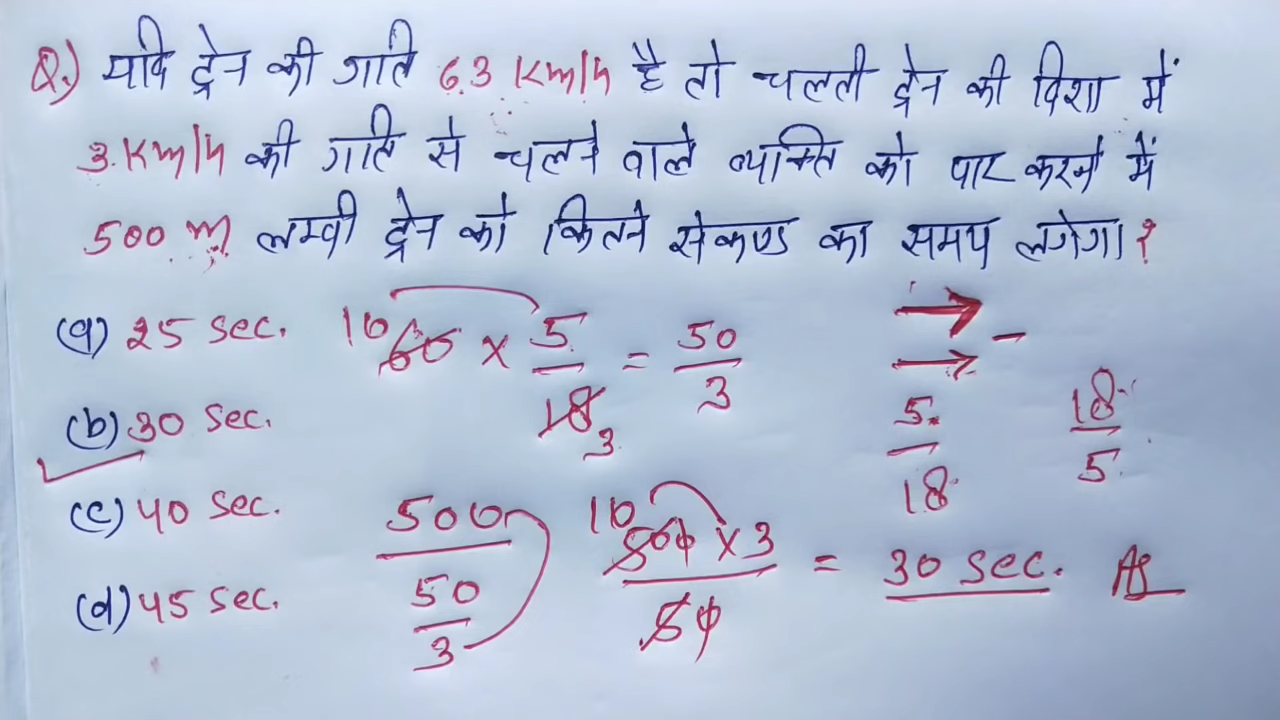 Q.) यदि ट्रेन की गति 63 Km/h है तो चलती ट्रेन की दिशा में
3 Km/h की गति से चलने वाले व्यक्ति को पार करने में
500 m लम्बी ट्रेन को कितने सेकण्ड का समय लगेगा?
(a) 25 Sec.
10
60 × 5/18 = 50/3
3
→ -
→
(b) 30 Sec.
5/18
18/5
(c) 40 Sec.
(d) 45 Sec.
500
50/3
10
500 × 3
50
= 30 Sec.